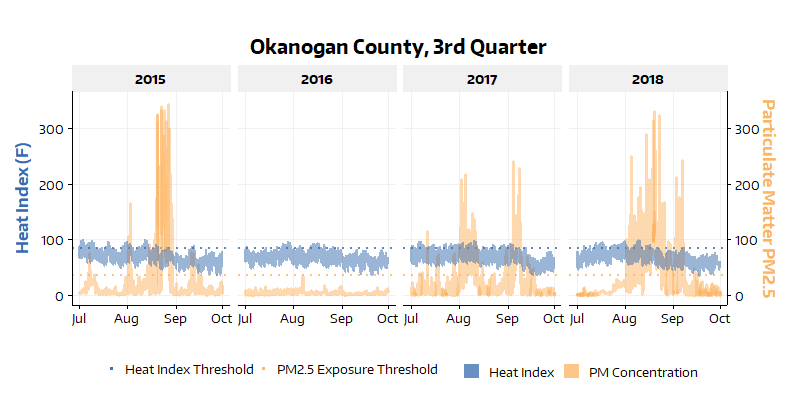 Okanogan County, 3rd Quarter
2015 2016 2017 2018
Heat Index (F)
300 300
200 200
100 100
0 0
Particulate Matter PM2.5
Jul Aug Sep Oct Jul Aug Sep Oct Jul Aug Sep Oct Jul Aug Sep Oct
Heat Index Threshold PM2.5 Exposure Threshold Heat Index PM Concentration